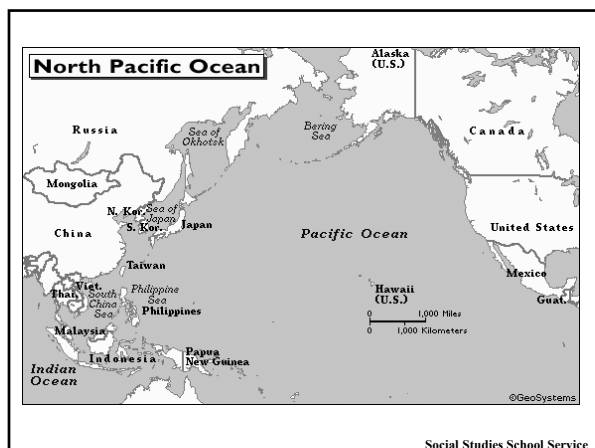 North Pacific Ocean
Alaska
(U.S.)
Russia
Sea of
Okhotsk
Bering
Sea
Canada
Mongolia
N. Kor.
Sea of
Japan
S. Kor.
Japan
China
Pacific Ocean
United States
Taiwan
Mexico
Viet.
Thai.
South
China
Sea
Philippine
Sea
Philippines
Hawaii
(U.S.)
Guat.
1,000 Miles
0
0
1,000 Kilometers
Malaysia
Indonesia
Papua
New Guinea
Indian
Ocean
©GeoSystems
Social Studies School Service